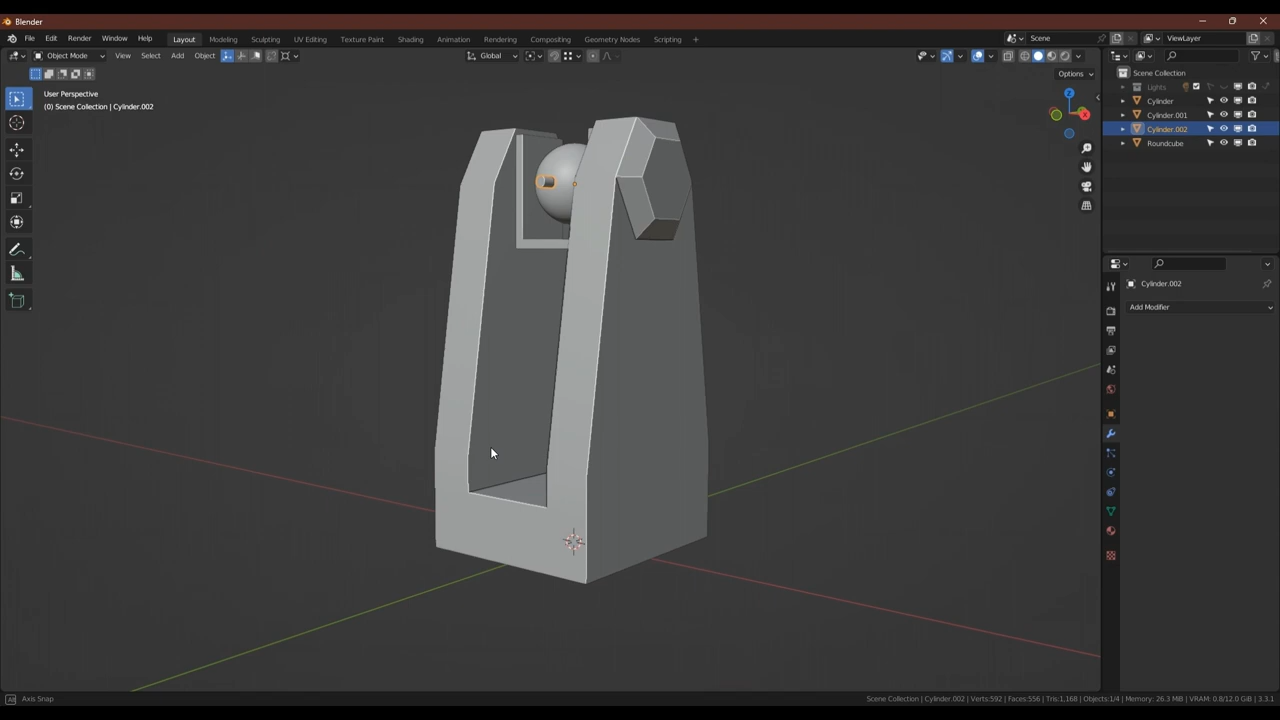 Blender
File Edit Render Window Help Layout Modeling Sculpting UV Editing Texture Paint Shading Animation Rendering Compositing Geometry Nodes Scripting + Scene ViewLayer
Object Mode View Select Add Object Global
Options
User Perspective
(0) Scene Collection | Cylinder.002
Z
X
Scene Collection
Lights
Cylinder
Cylinder.001
Cylinder.002
Roundcube
Cylinder.002
Add Modifier
Alt Axis Snap Scene Collection | Cylinder.002 | Verts:592 | Faces:556 | Tris:1,168 | Objects:1/4 | Memory: 26.3 MiB | VRAM: 0.8/12.0 GiB | 3.3.1